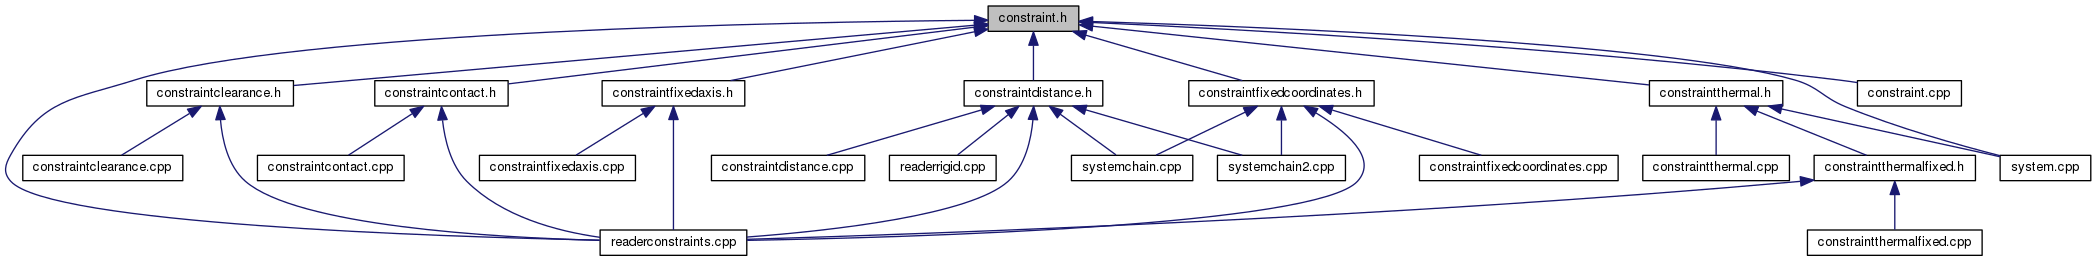 constraint.h
constraintclearance.h
constraintcontact.h
constraintfixedaxis.h
constraintdistance.h
constraintfixedcoordinates.h
constraintthermal.h
constraint.cpp
constraintclearance.cpp
constraintcontact.cpp
constraintfixedaxis.cpp
constraintdistance.cpp
readerrigid.cpp
systemchain.cpp
systemchain2.cpp
constraintfixedcoordinates.cpp
constraintthermal.cpp
constraintthermalfixed.h
system.cpp
readerconstraints.cpp
constraintthermalfixed.cpp